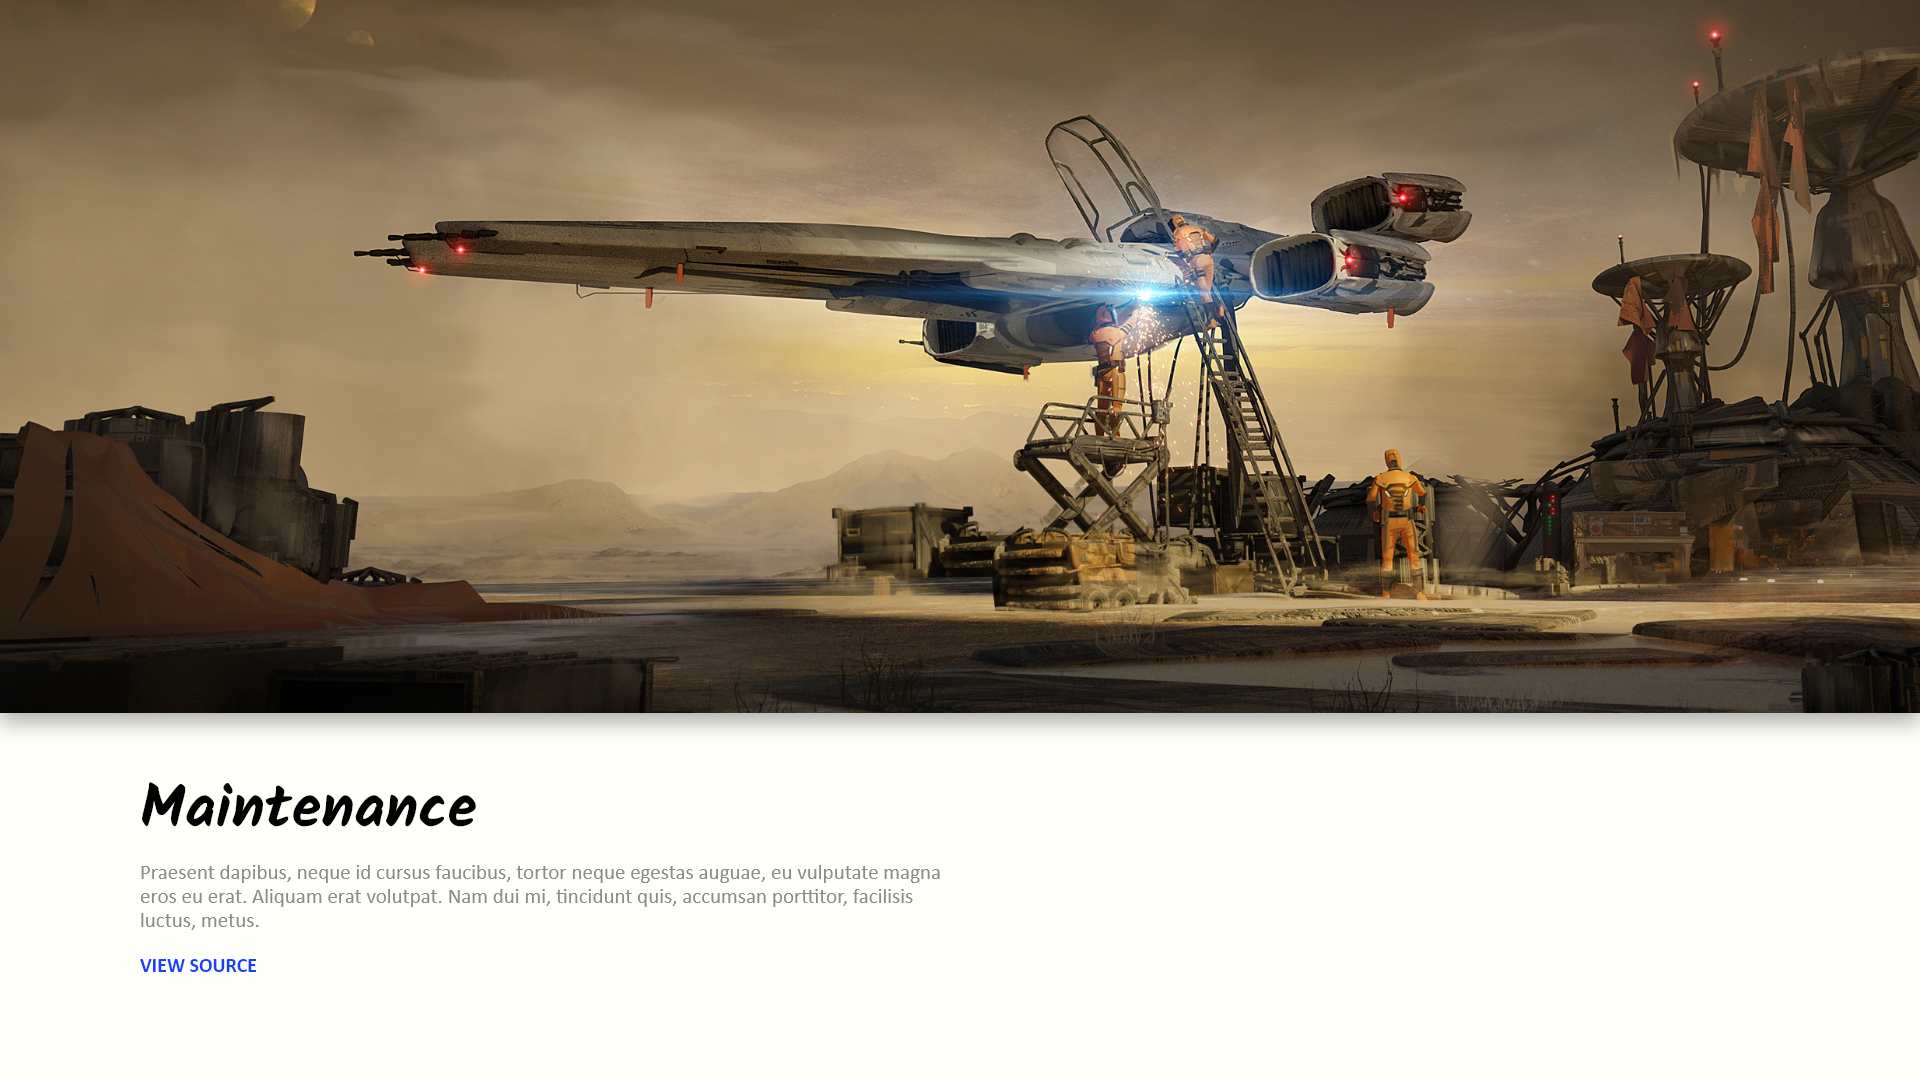 Maintenance
Praesent dapibus, neque id cursus faucibus, tortor neque egestas auguae, eu vulputate magna
eros eu erat. Aliquam erat volutpat. Nam dui mi, tincidunt quis, accumsan porttitor, facilisis
luctus, metus.
VIEW SOURCE